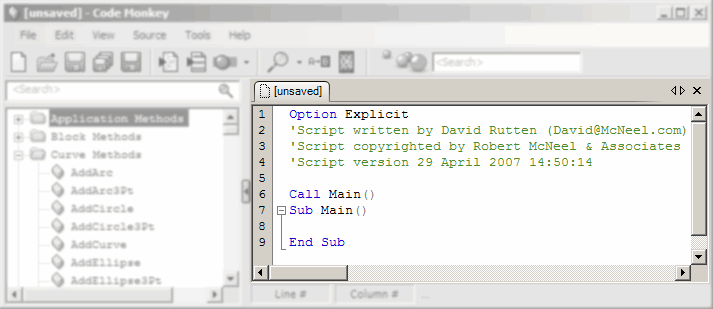 [unsaved] - Code Monkey
File Edit View Source Tools Help
<Search>
<Search>
Application Methods
Block Methods
Curve Methods
AddArc
AddArc3Pt
AddCircle
AddCircle3Pt
AddCurve
AddEllipse
AddEllipse3Pt
[unsaved]
1 Option Explicit
2 'Script written by David Rutten (David@McNeel.com)
3 'Script copyrighted by Robert McNeel & Associates
4 'Script version 29 April 2007 14:50:14
5
6 Call Main()
7 Sub Main()
8
9 End Sub
Line # Column # ...